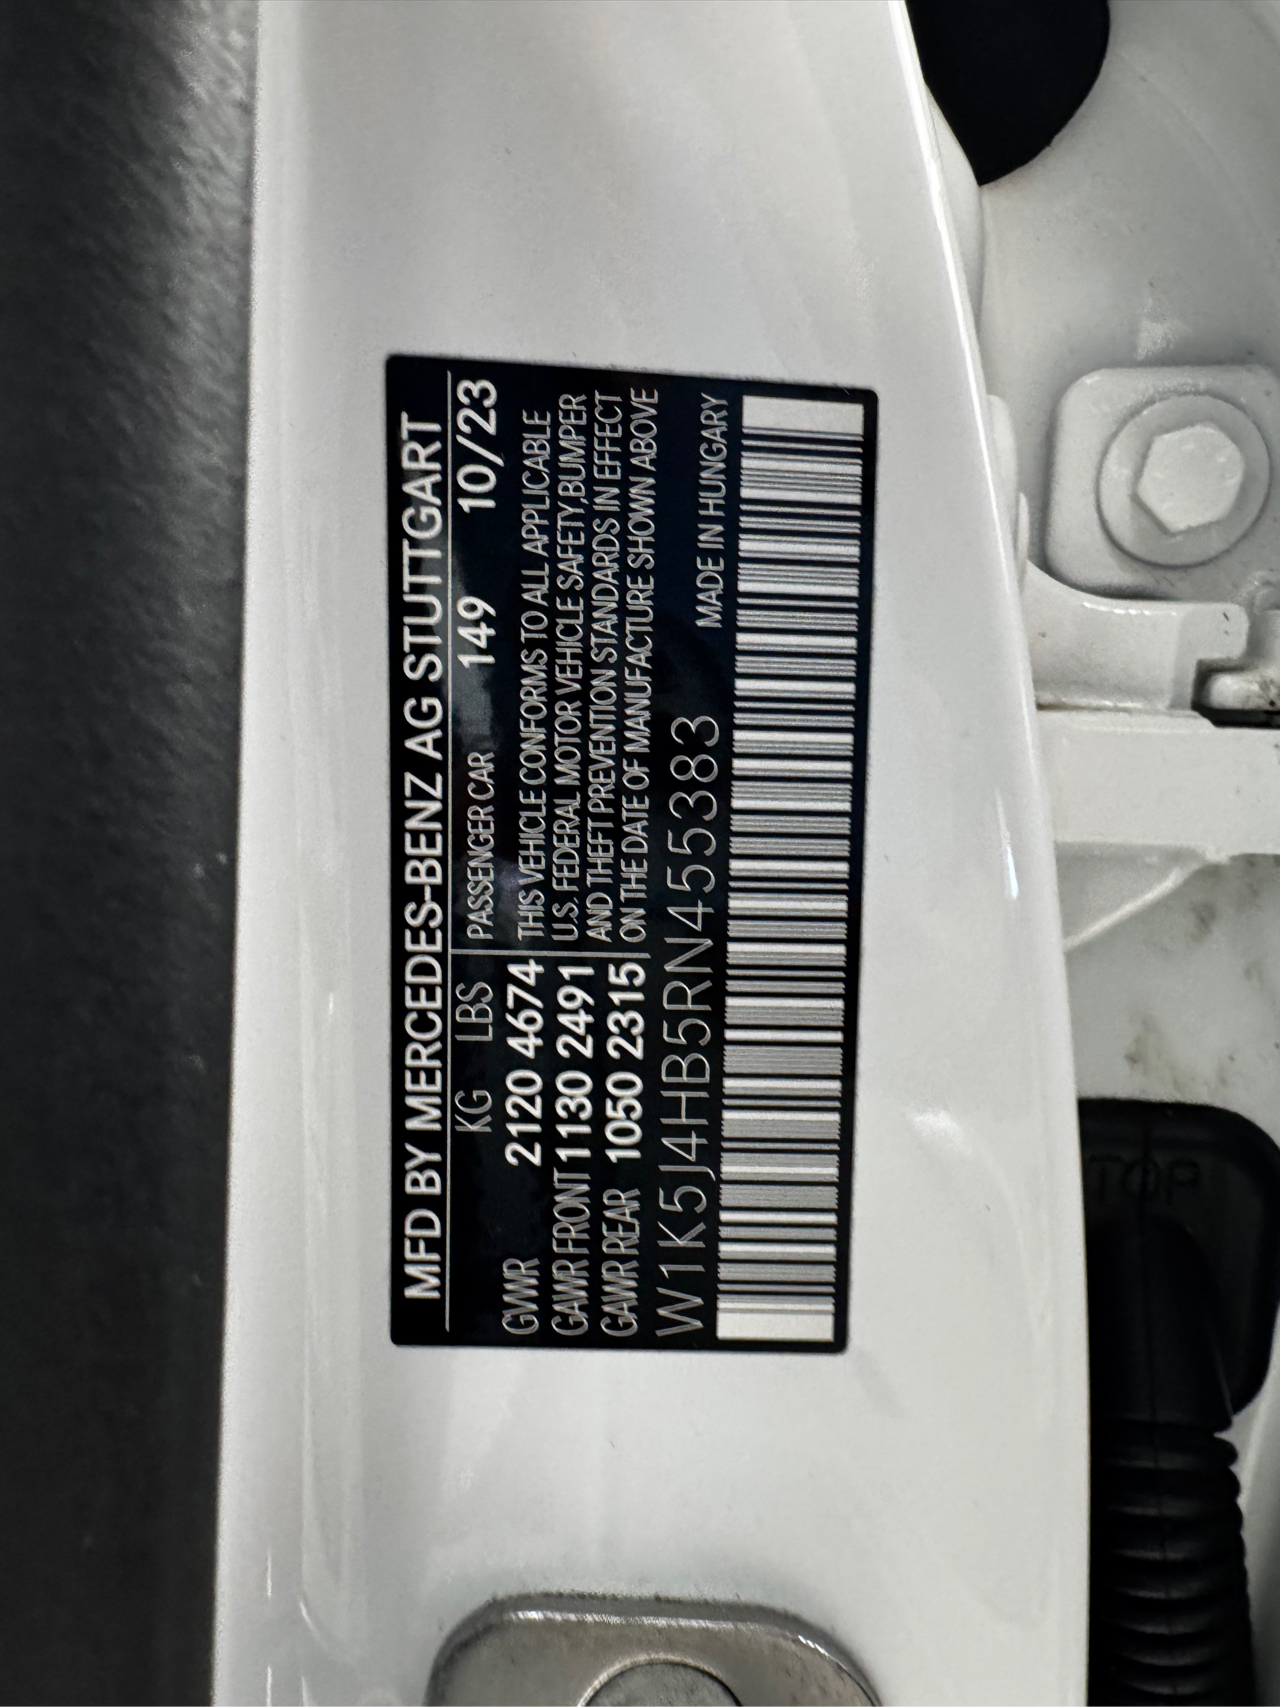 MFD BY MERCEDES-BENZ AG STUTTGART
KG LBS PASSENGER CAR 149 10/23
GVWR 2120 4674 THIS VEHICLE CONFORMS TO ALL APPLICABLE
GAWR FRONT 1130 2491 U.S. FEDERAL MOTOR VEHICLE SAFETY, BUMPER
GAWR REAR 1050 2315 AND THEFT PREVENTION STANDARDS IN EFFECT
ON THE DATE OF MANUFACTURE SHOWN ABOVE
W1K5J4HB5RN455383 MADE IN HUNGARY
TOP